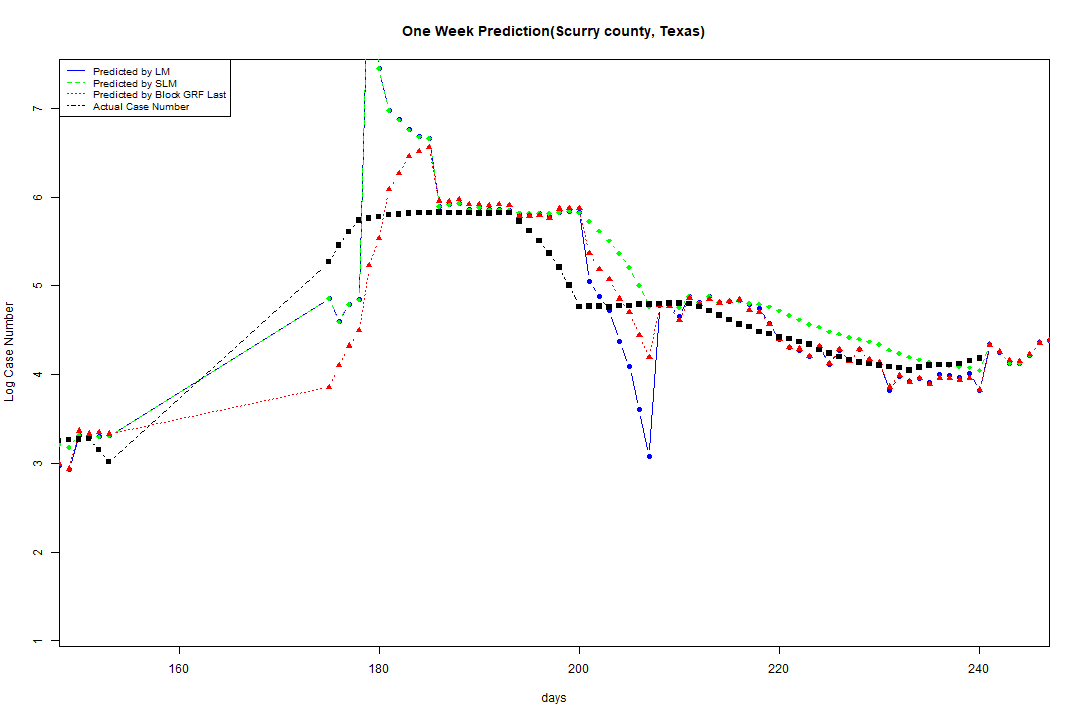 One Week Prediction(Scurry county, Texas)
Predicted by LM
Predicted by SLM
Predicted by Block GRF Last
Actual Case Number
7
6
5
4
3
2
1
Log Case Number
160 180 200 220 240
days